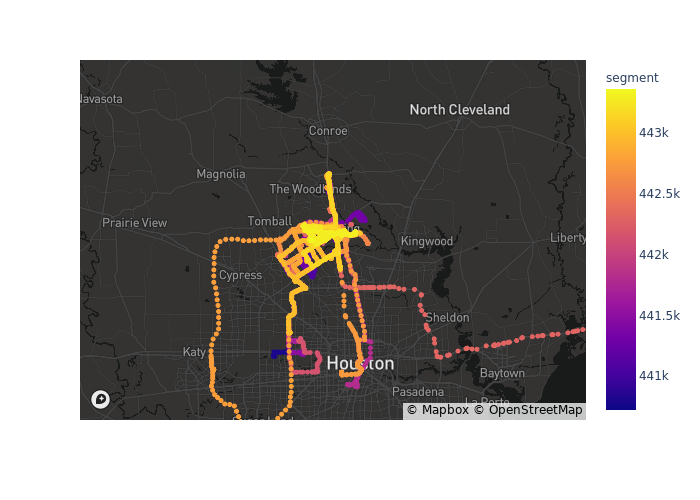 segment
Navasota
North Cleveland
443k
Conroe
Magnolia
The Woodlands
442.5k
Prairie View
Tomball
Liberty
Kingwood
442k
Cypress
441.5k
Sheldon
Katy
Houston
Baytown
441k
Pasadena
La Porte
© Mapbox © OpenStreetMap